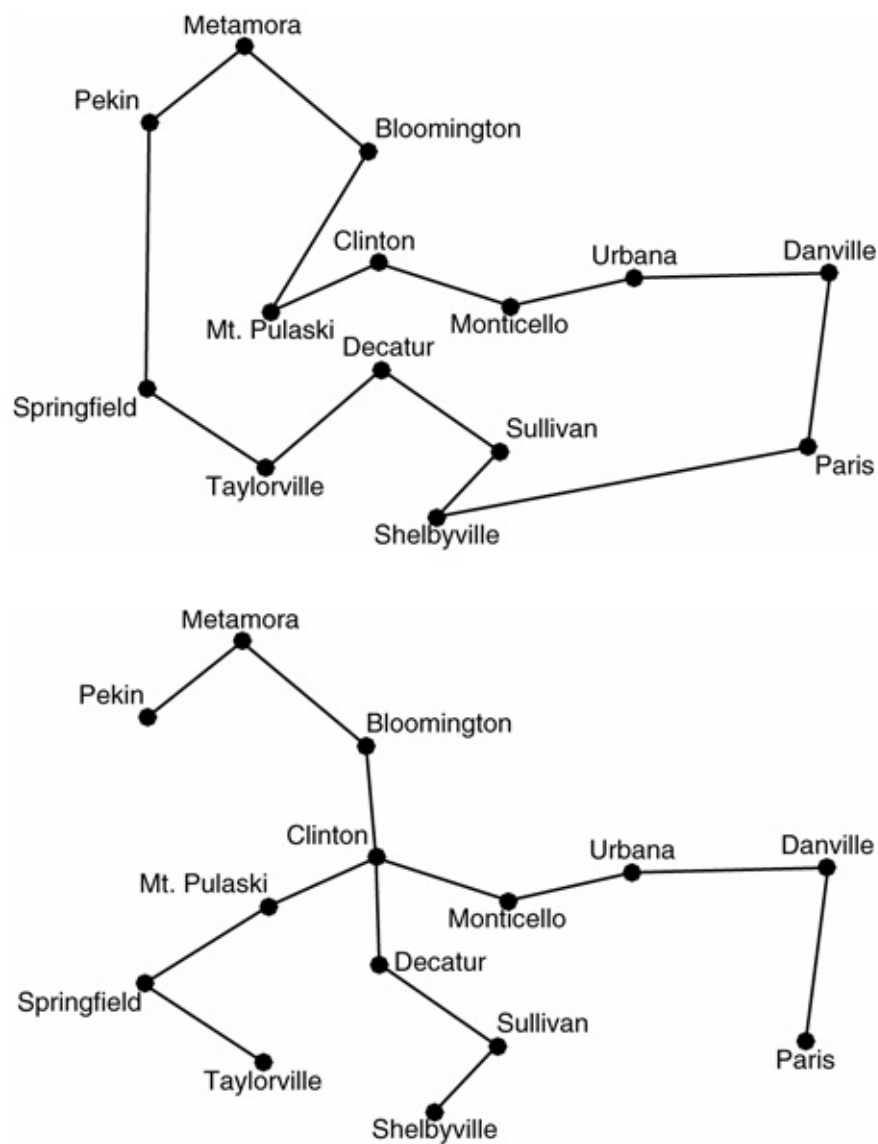 Metamora
Pekin
Bloomington
Clinton
Urbana
Danville
Mt. Pulaski
Monticello
Decatur
Springfield
Sullivan
Taylorville
Paris
Shelbyville
Metamora
Pekin
Bloomington
Clinton
Urbana
Danville
Mt. Pulaski
Monticello
Decatur
Springfield
Sullivan
Taylorville
Paris
Shelbyville